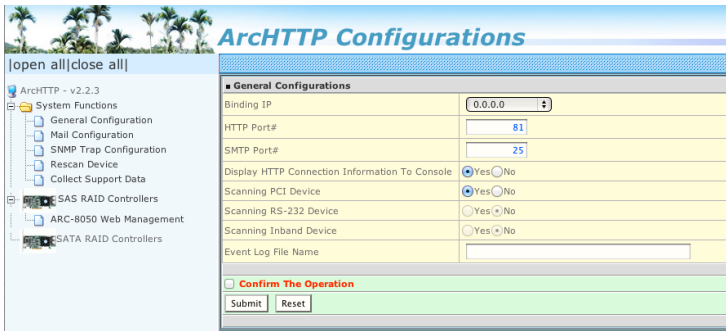 ArcHTTP Configurations
|open all|close all|
ArcHTTP - v2.2.3
System Functions
General Configuration
Mail Configuration
SNMP Trap Configuration
Rescan Device
Collect Support Data
SAS RAID Controllers
ARC-8050 Web Management
SATA RAID Controllers
General Configurations
Binding IP 0.0.0.0
HTTP Port# 81
SMTP Port# 25
Display HTTP Connection Information To Console Yes No
Scanning PCI Device Yes No
Scanning RS-232 Device Yes No
Scanning Inband Device Yes No
Event Log File Name
Confirm The Operation
Submit Reset